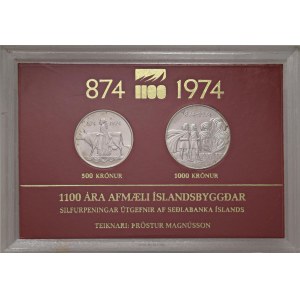 874 1100 1974
500 KRÓNUR 1000 KRÓNUR
1100 ÁRA AFMÆLI ÍSLANDSBYGGÐAR
SILFURPENINGAR ÚTGEFNIR AF SEÐLABANKA ÍSLANDS
TEIKNARI: ÞRÖSTUR MAGNÚSSON